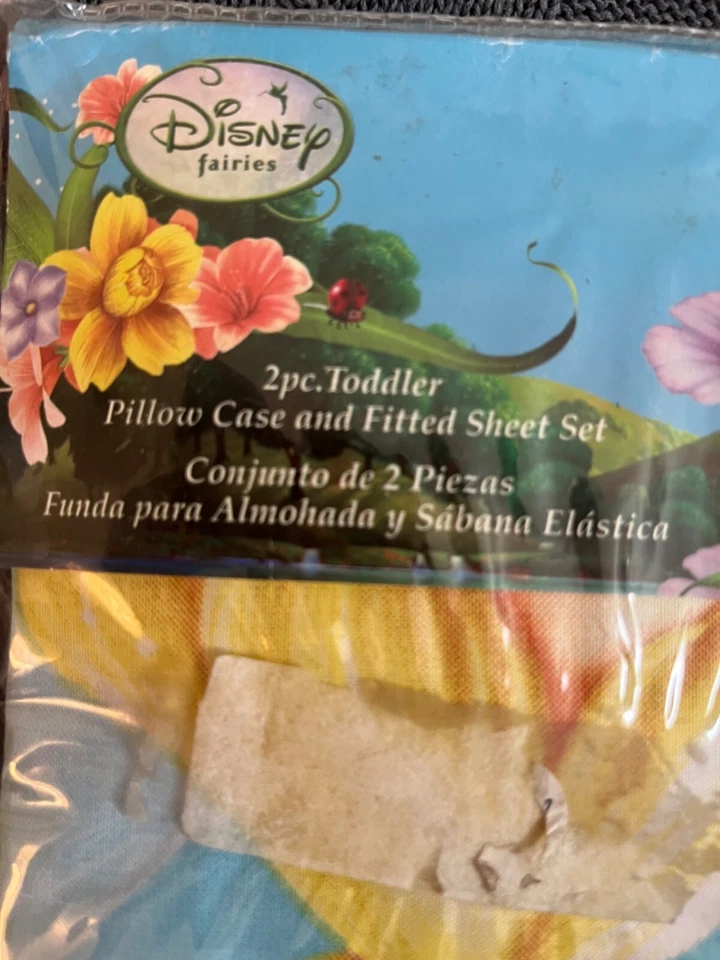 Disney
fairies
2pc.Toddler
Pillow Case and Fitted Sheet Set
Conjunto de 2 Piezas
Funda para Almohada y Sábana Elástica